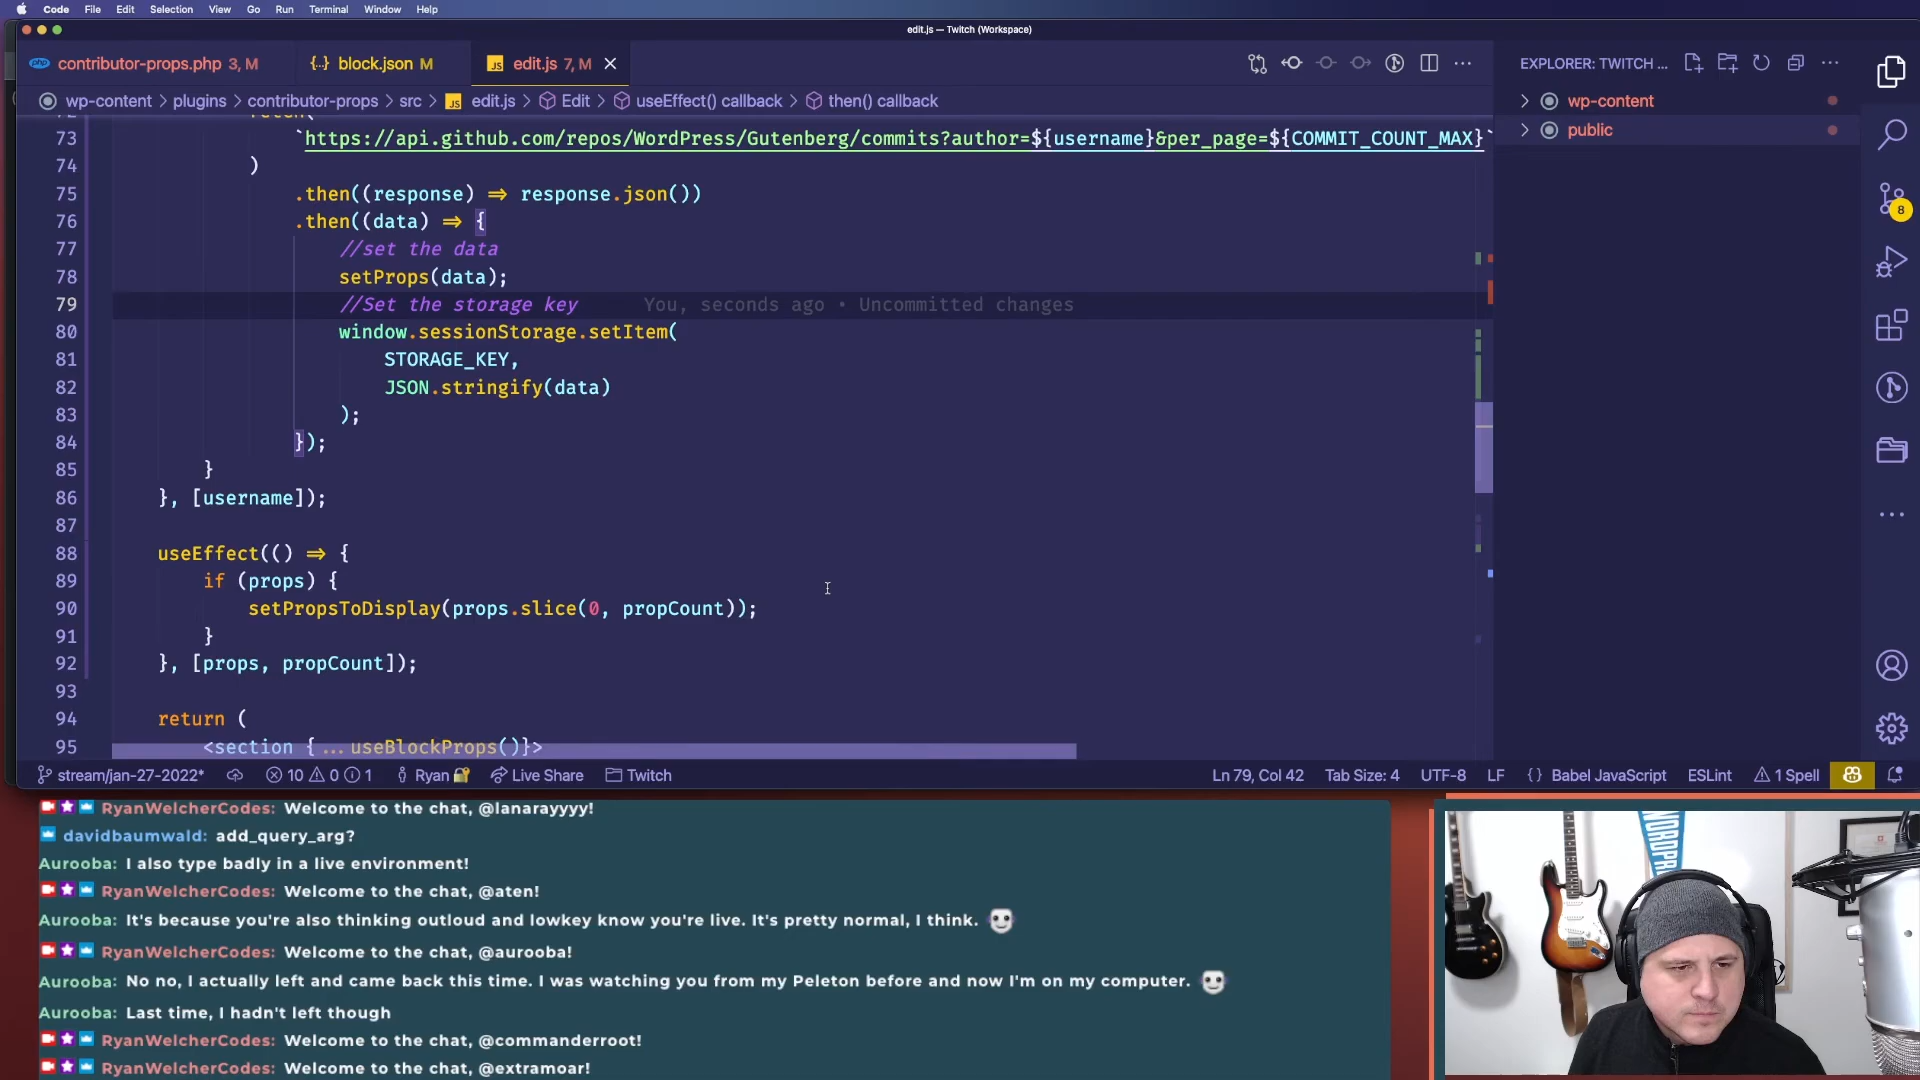 Code File Edit Selection View Go Run Terminal Window Help
edit.js — Twitch (Workspace)
php contributor-props.php 3, M {..} block.json M JS edit.js 7, M
EXPLORER: TWITCH ...
wp-content > plugins > contributor-props > src > JS edit.js > Edit > useEffect() callback > then() callback
wp-content
public
8
73 `https://api.github.com/repos/WordPress/Gutenberg/commits?author=${username}&per_page=${COMMIT_COUNT_MAX}`
74 )
75 .then((response) ⇒ response.json())
76 .then((data) ⇒ {
77 //set the data
78 setProps(data);
79 //Set the storage key You, seconds ago • Uncommitted changes
80 window.sessionStorage.setItem(
81 STORAGE_KEY,
82 JSON.stringify(data)
83 );
84 });
85 }
86 }, [username]);
87
88 useEffect(() ⇒ {
89 if (props) {
90 setPropsToDisplay(props.slice(0, propCount));
91 }
92 }, [props, propCount]);
93
94 return (
95 <section {...useBlockProps()}>
stream/jan-27-2022* 10 0 1 Ryan Live Share Twitch Ln 79, Col 42 Tab Size: 4 UTF-8 LF {} Babel JavaScript ESLint 1 Spell
RyanWelcherCodes: Welcome to the chat, @lanarayyyy!
davidbaumwald: add_query_arg?
Aurooba: I also type badly in a live environment!
RyanWelcherCodes: Welcome to the chat, @aten!
Aurooba: It's because you're also thinking outloud and lowkey know you're live. It's pretty normal, I think.
RyanWelcherCodes: Welcome to the chat, @aurooba!
Aurooba: No no, I actually left and came back this time. I was watching you from my Peleton before and now I'm on my computer.
Aurooba: Last time, I hadn't left though
RyanWelcherCodes: Welcome to the chat, @commanderroot!
RyanWelcherCodes: Welcome to the chat, @extramoar!